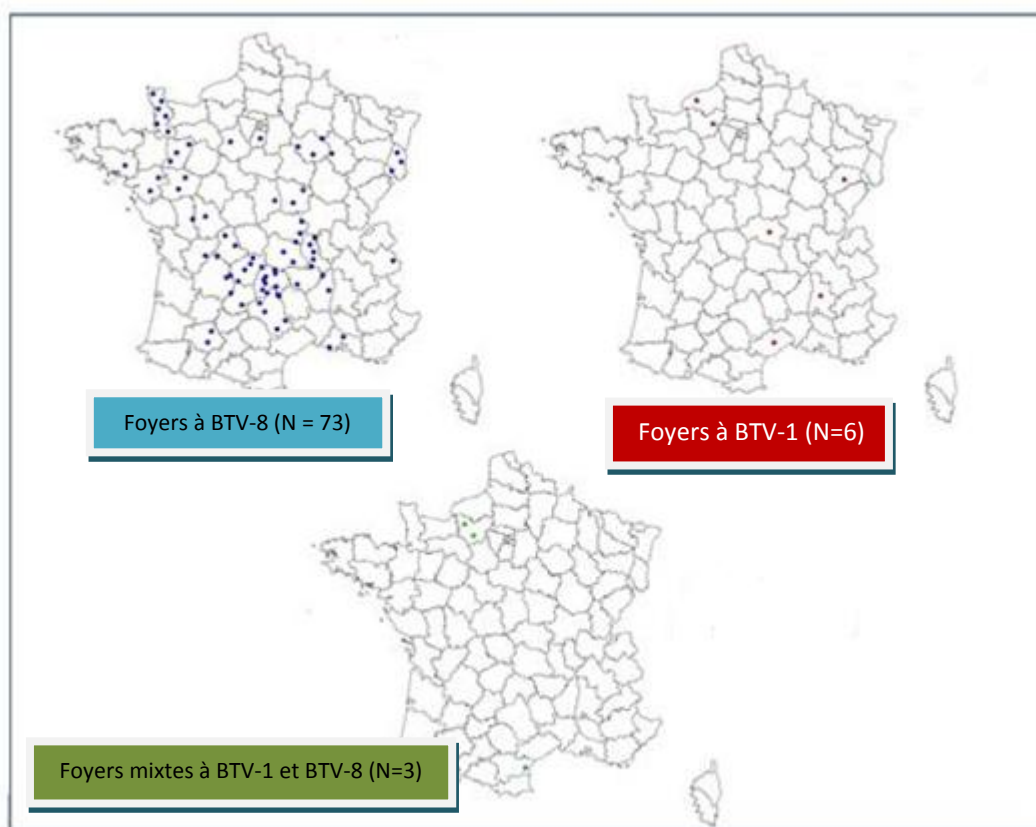 Foyers à BTV-8 (N = 73)
Foyers à BTV-1 (N=6)
Foyers mixtes à BTV-1 et BTV-8 (N=3)